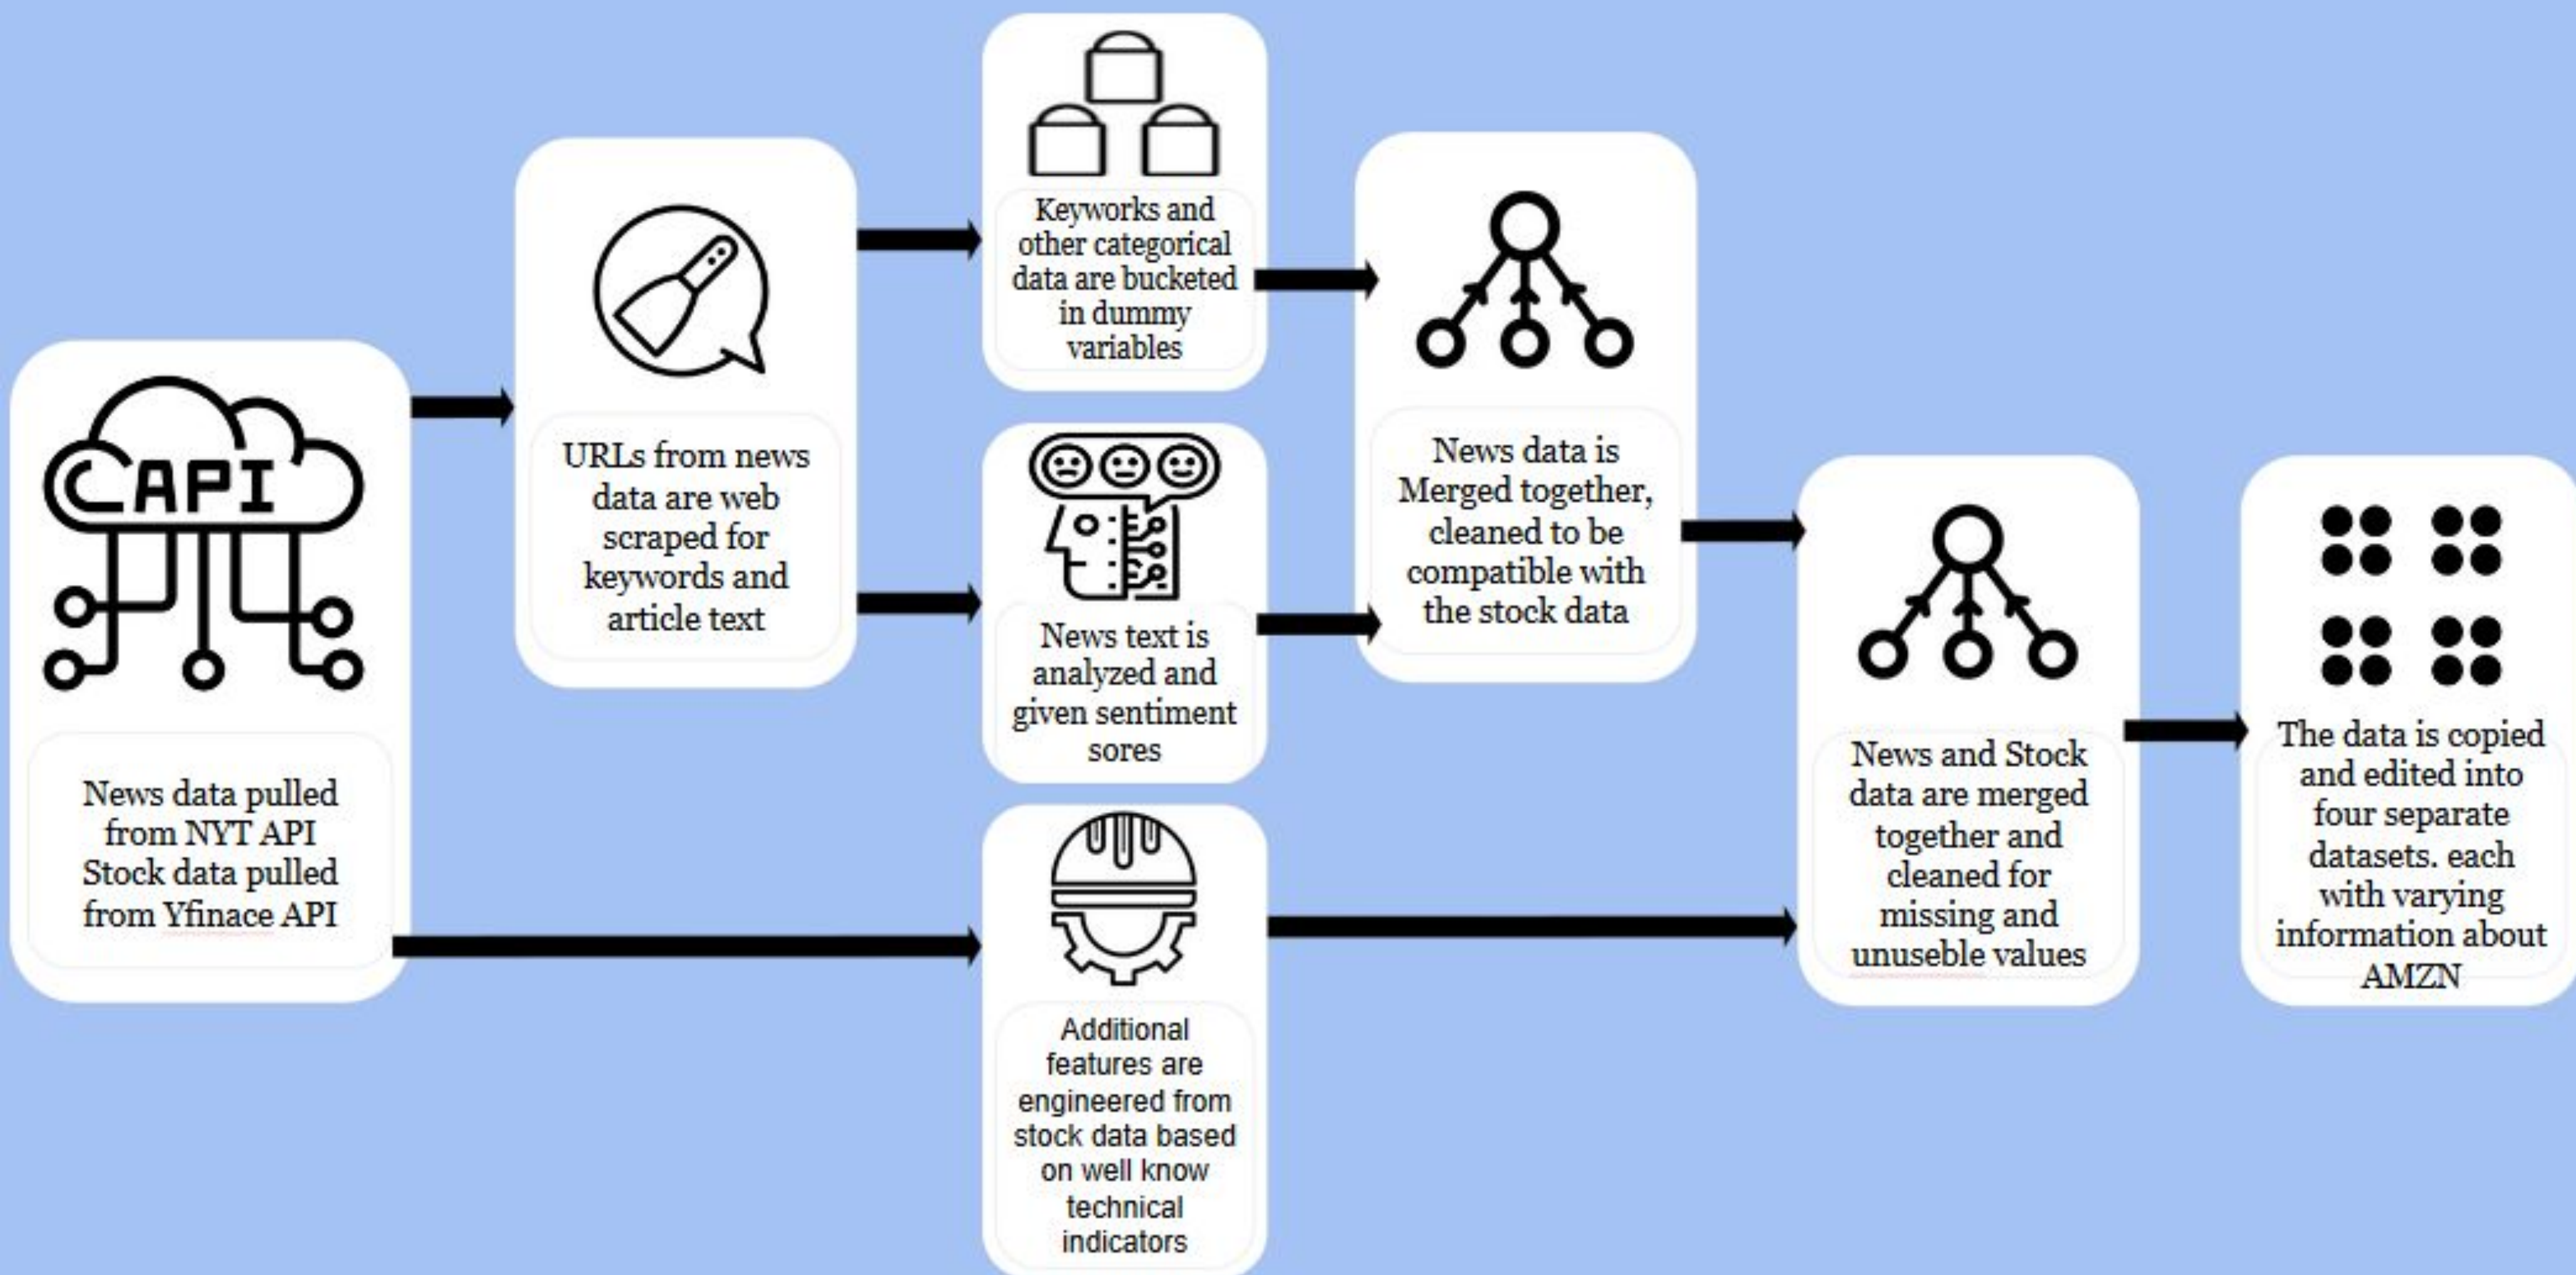 API
News data pulled
from NYT API
Stock data pulled
from Yfinace API
URLs from news
data are web
scraped for
keywords and
article text
Keyworks and
other categorical
data are bucketed
in dummy
variables
News text is
analyzed and
given sentiment
sores
Additional
features are
engineered from
stock data based
on well know
technical
indicators
News data is
Merged together,
cleaned to be
compatible with
the stock data
News and Stock
data are merged
together and
cleaned for
missing and
unuseble values
The data is copied
and edited into
four separate
datasets. each
with varying
information about
AMZN